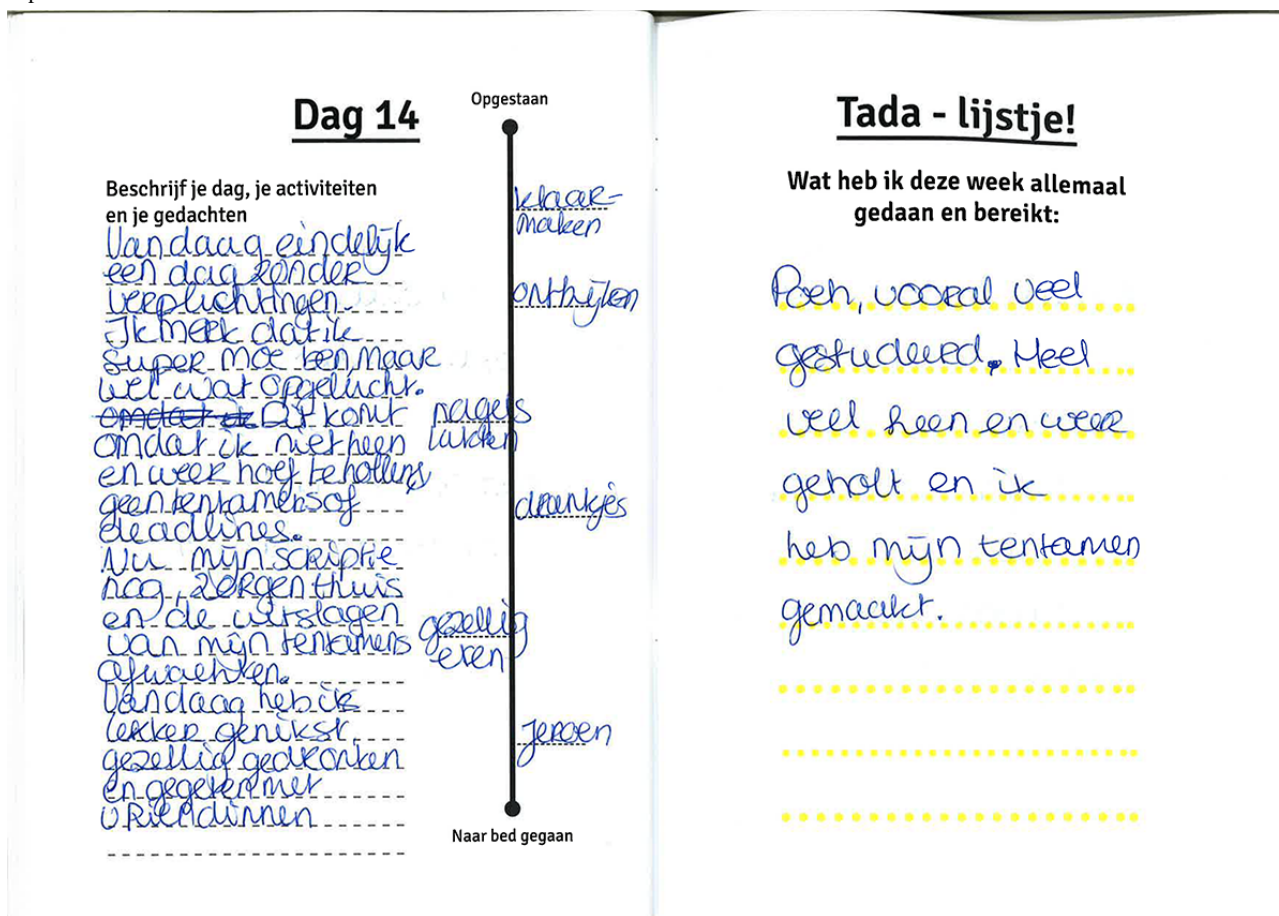 Dag 14
Beschrijf je dag, je activiteiten
en je gedachten
Vandaag eindelijk
een dag zonder
verplichtingen.
Ik merk dat ik
super moe ben maar
wel wat opgelucht.
omdat ik Dit komt
omdat ik niet heen
en weer hoef te hollens
geen tentamens of
deadlines.
Nu mijn scriptie
nog, zorgen thuis
en de uitslagen
van mijn tentamens
afwachten.
Vandaag heb ik
lekker genikst,
gezellig gedronken
en gegeten met
vriendinnen
Opgestaan
klaar-
maken
ontbijten
nagels
lakken
drankjes
gezellig
eten
Jeroen
Naar bed gegaan
Tada - lijstje!
Wat heb ik deze week allemaal
gedaan en bereikt:
Poeh, vooral veel
gestudeerd. Heel
veel heen en weer
geholt en ik
heb mijn tentamen
gemaakt.